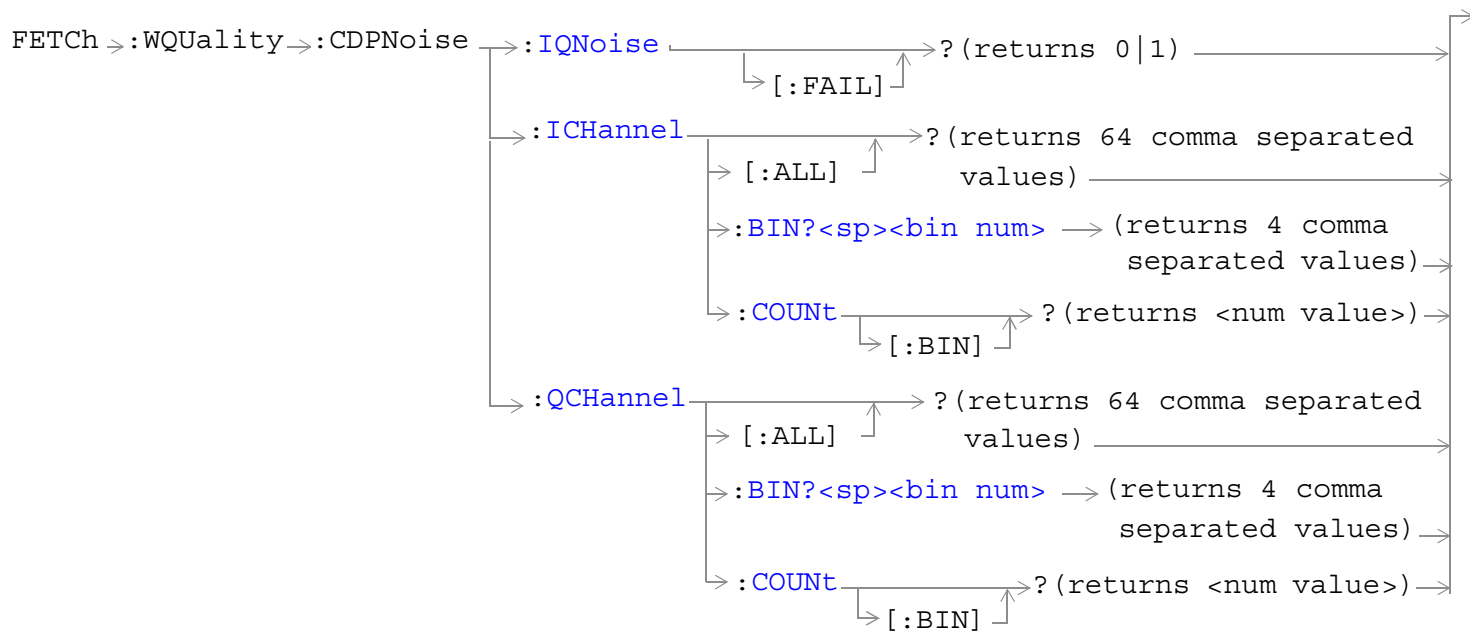 FETCh :WQUality :CDPNoise :IQNoise ?(returns 0|1)
[:FAIL]
:ICHannel ?(returns 64 comma separated
[:ALL] values)
:BIN?<sp><bin num> (returns 4 comma
separated values)
:COUNt ?(returns <num value>)
[:BIN]
:QCHannel ?(returns 64 comma separated
[:ALL] values)
:BIN?<sp><bin num> (returns 4 comma
separated values)
:COUNt ?(returns <num value>)
[:BIN]